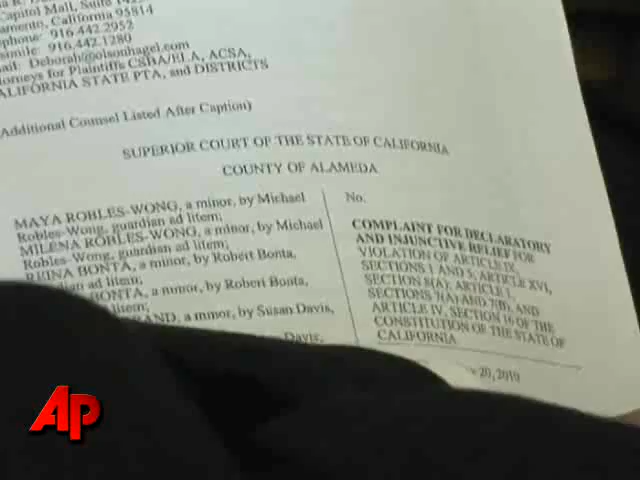 Capitol Mall, Suite
California 95814
916.442.2952
916.442.1280
Deborah@olsonhagel.com
for Plaintiffs CSBA/ELA, ACSA,
CALIFORNIA STATE PTA, and DISTRICTS
(Additional Counsel Listed After Caption)
SUPERIOR COURT OF THE STATE OF CALIFORNIA
COUNTY OF ALAMEDA
MAYA ROBLES-WONG, a minor, by Michael
Robles-Wong, guardian ad litem;
MILENA ROBLES-WONG, a minor, by Michael
Robles-Wong, guardian ad litem;
REINA BONTA, a minor, by Robert Bonta,
ad litem;
BONTA, a minor, by Robert Bonta,
litem;
a minor, by Susan Davis,
Davis,
No.
COMPLAINT FOR DECLARATORY
AND INJUNCTIVE RELIEF FOR
VIOLATION OF ARTICLE IX,
SECTIONS 1 AND 5, ARTICLE XVI,
SECTION 8(A), ARTICLE 1,
SECTIONS 7(A) AND 7(B), AND
ARTICLE IV, SECTION 16 OF THE
CONSTITUTION OF THE STATE OF
CALIFORNIA
20, 2010
AP